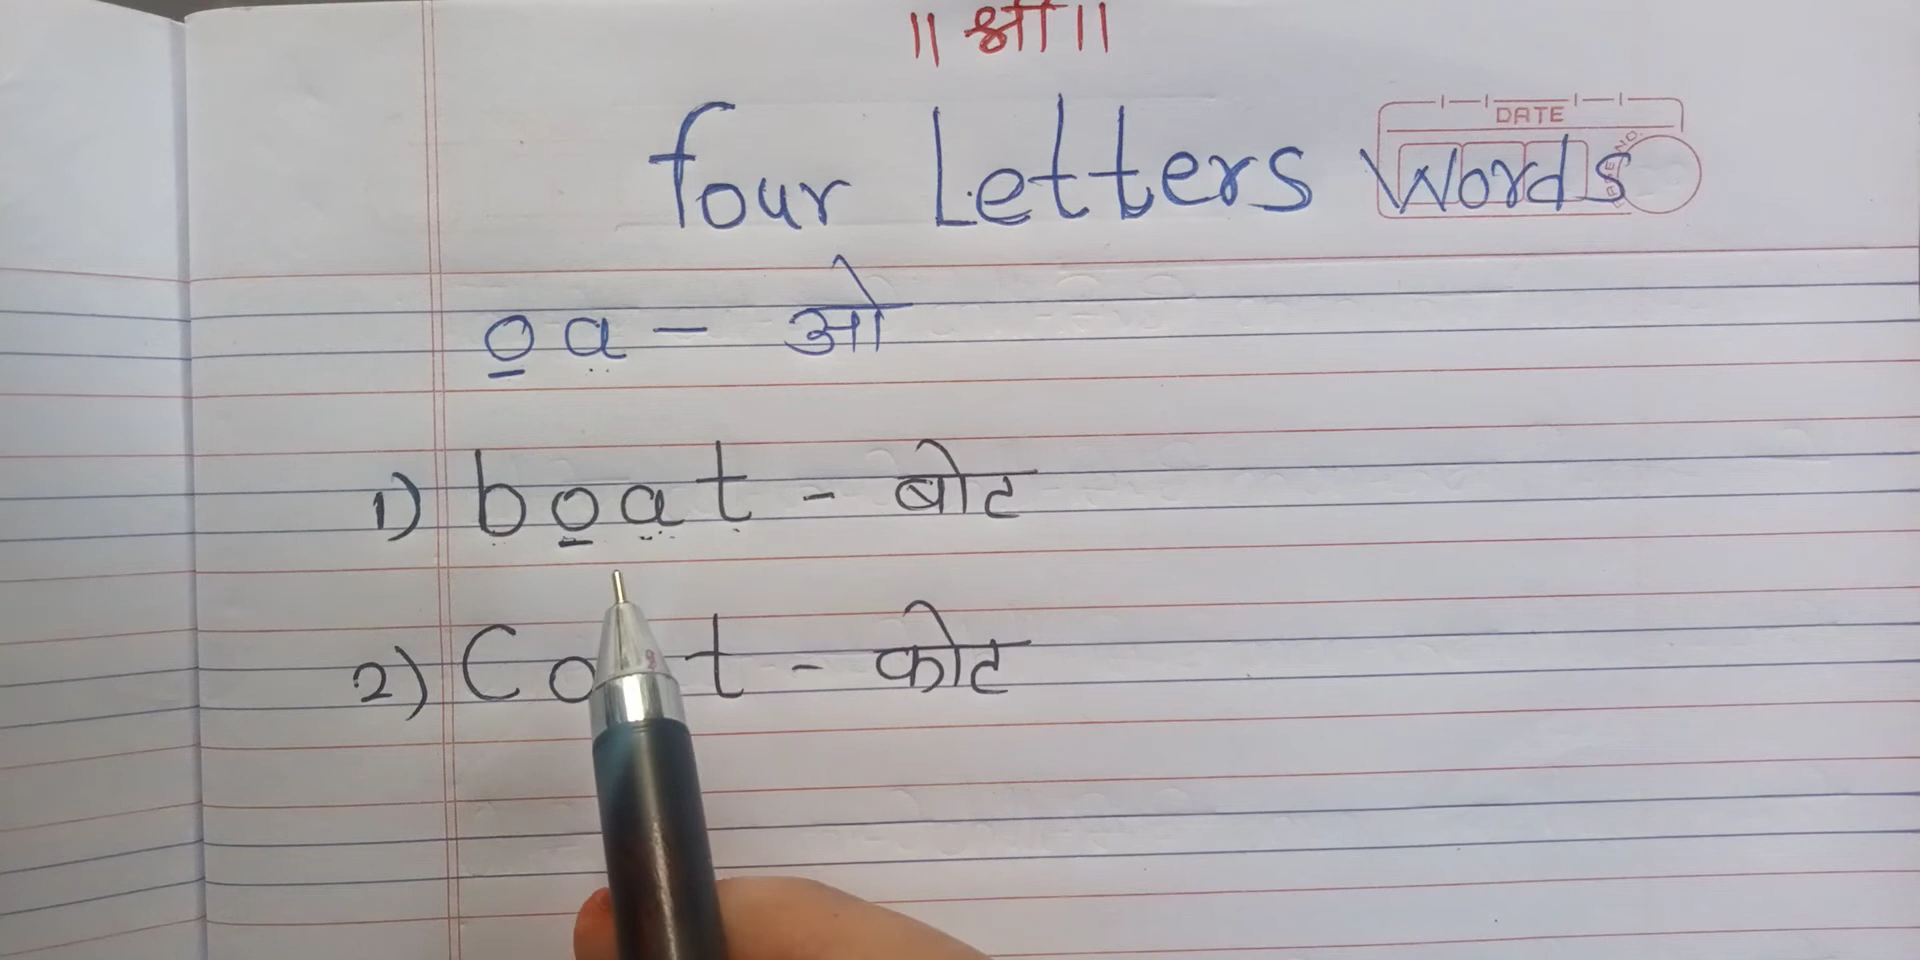 ॥ श्री ॥
four Letters Words
DATE
oa - ओ
1) boat - बोट
2) Co t - कोट